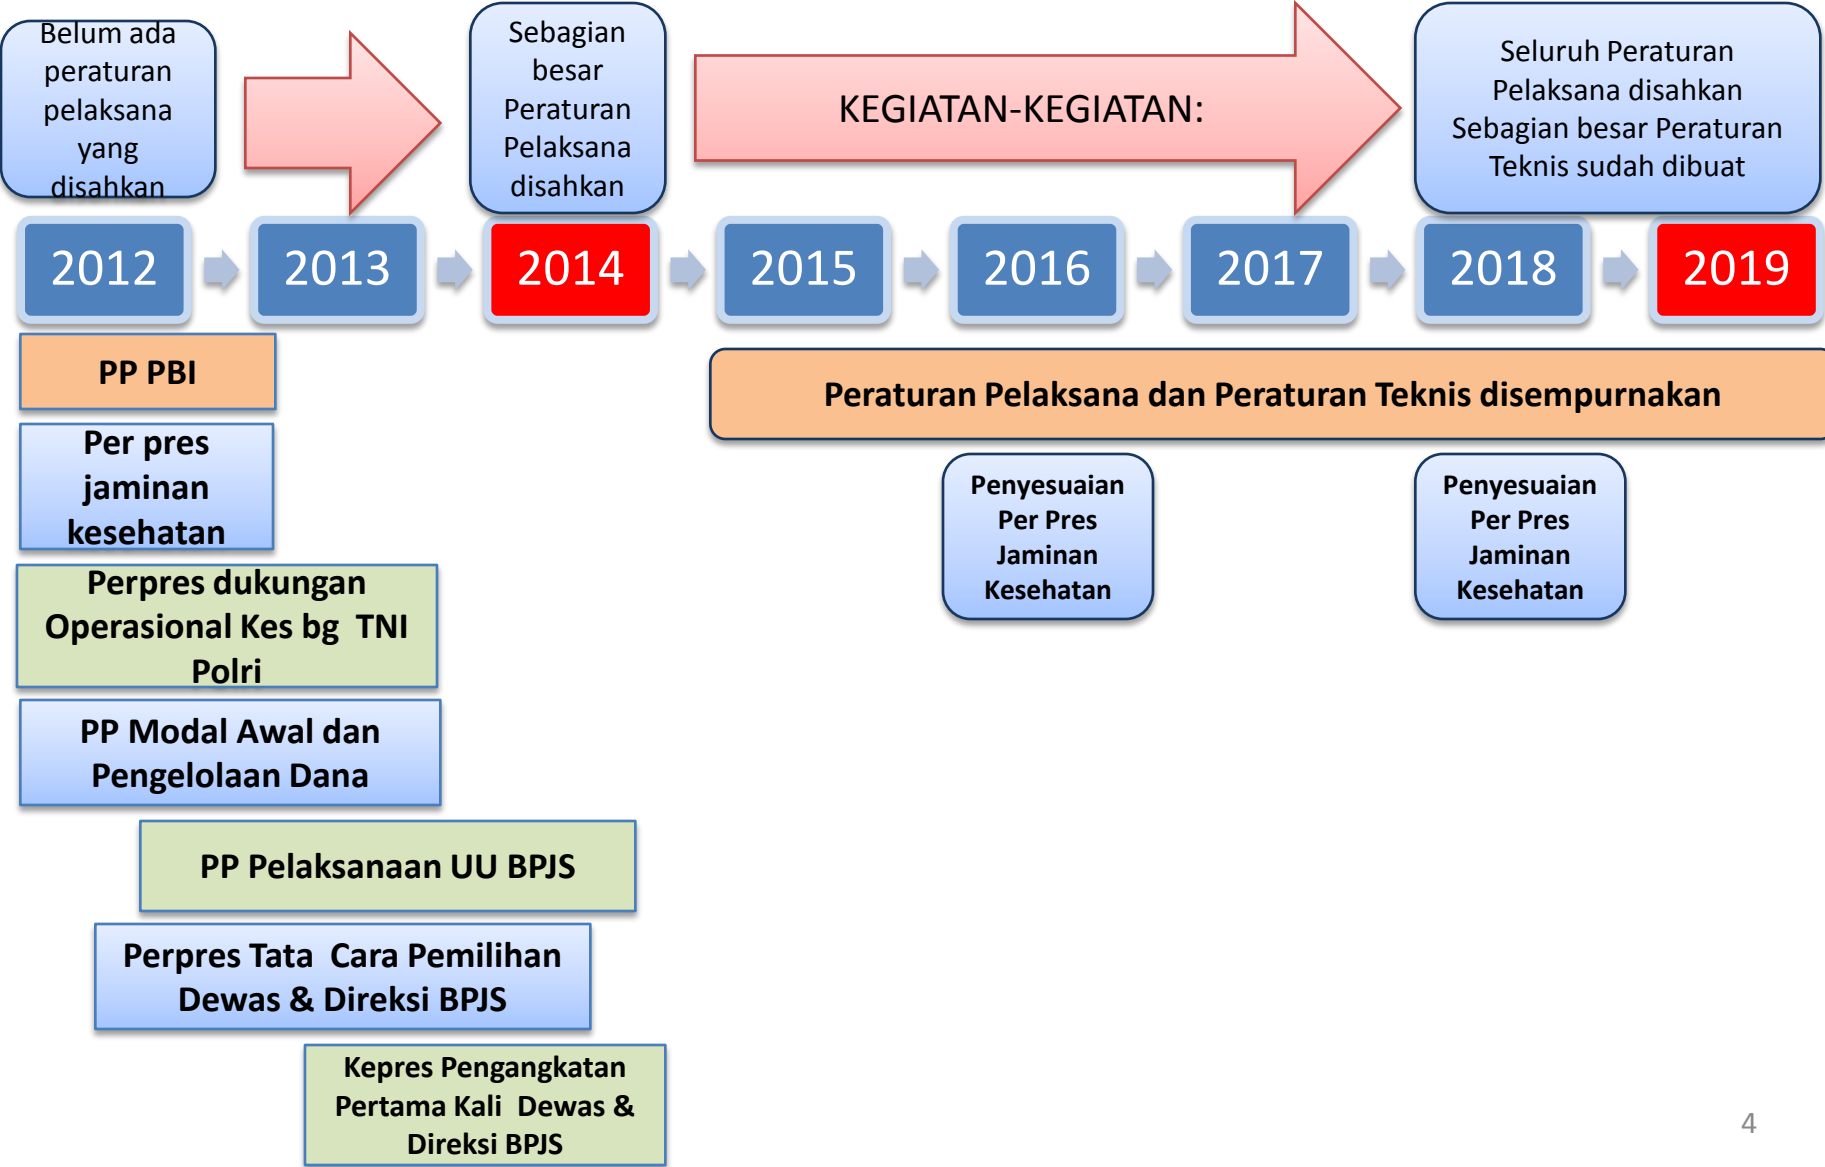 Belum ada
peraturan
pelaksana
yang
disahkan
Sebagian
besar
Peraturan
Pelaksana
disahkan
KEGIATAN-KEGIATAN:
Seluruh Peraturan
Pelaksana disahkan
Sebagian besar Peraturan
Teknis sudah dibuat
2012
2013
2014
2015
2016
2017
2018
2019
PP PBI
Per pres
jaminan
kesehatan
Perpres dukungan
Operasional Kes bg TNI
Polri
PP Modal Awal dan
Pengelolaan Dana
PP Pelaksanaan UU BPJS
Perpres Tata Cara Pemilihan
Dewas & Direksi BPJS
Kepres Pengangkatan
Pertama Kali Dewas &
Direksi BPJS
Peraturan Pelaksana dan Peraturan Teknis disempurnakan
Penyesuaian
Per Pres
Jaminan
Kesehatan
Penyesuaian
Per Pres
Jaminan
Kesehatan
4